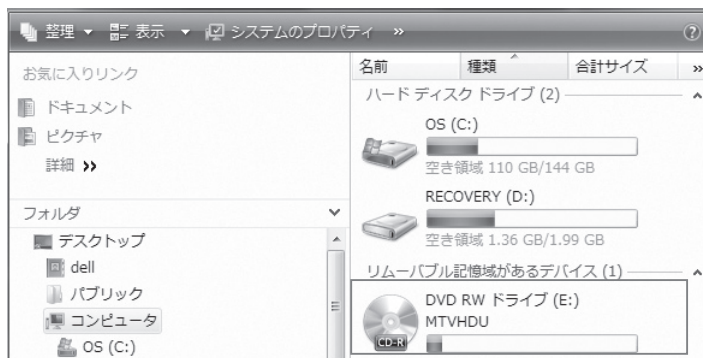 整理 表示 システムのプロパティ »
お気に入りリンク
ドキュメント
ピクチャ
詳細 »
フォルダ
デスクトップ
dell
パブリック
コンピュータ
OS (C:)
名前 種類 合計サイズ »
ハード ディスク ドライブ (2)
OS (C:)
空き領域 110 GB/144 GB
RECOVERY (D:)
空き領域 1.36 GB/1.99 GB
リムーバブル記憶域があるデバイス (1)
DVD RW ドライブ (E:)
MTVHDU
CD-R